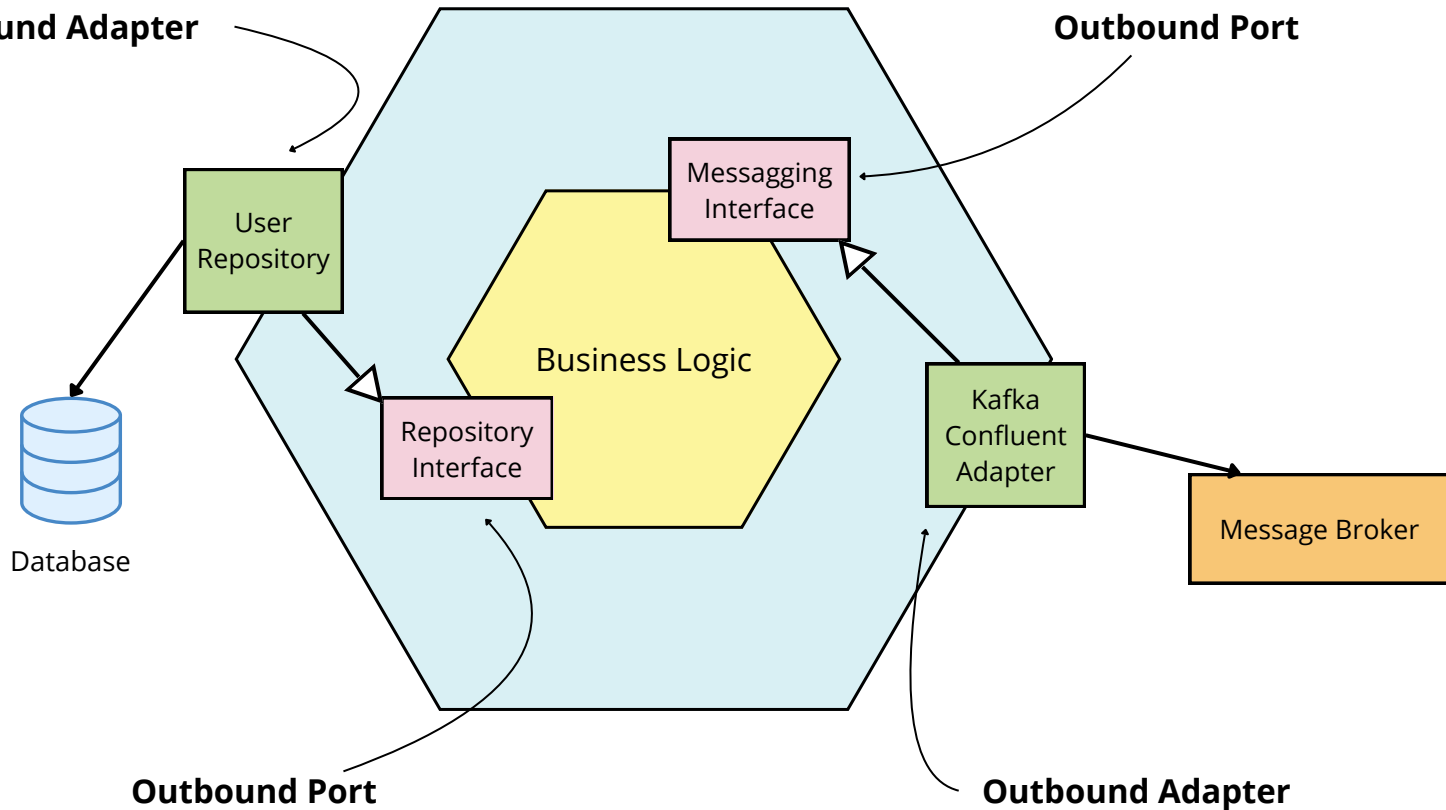 und Adapter
Outbound Port
Messagging
Interface
User
Repository
Business Logic
Kafka
Confluent
Adapter
Repository
Interface
Message Broker
Database
Outbound Port
Outbound Adapter